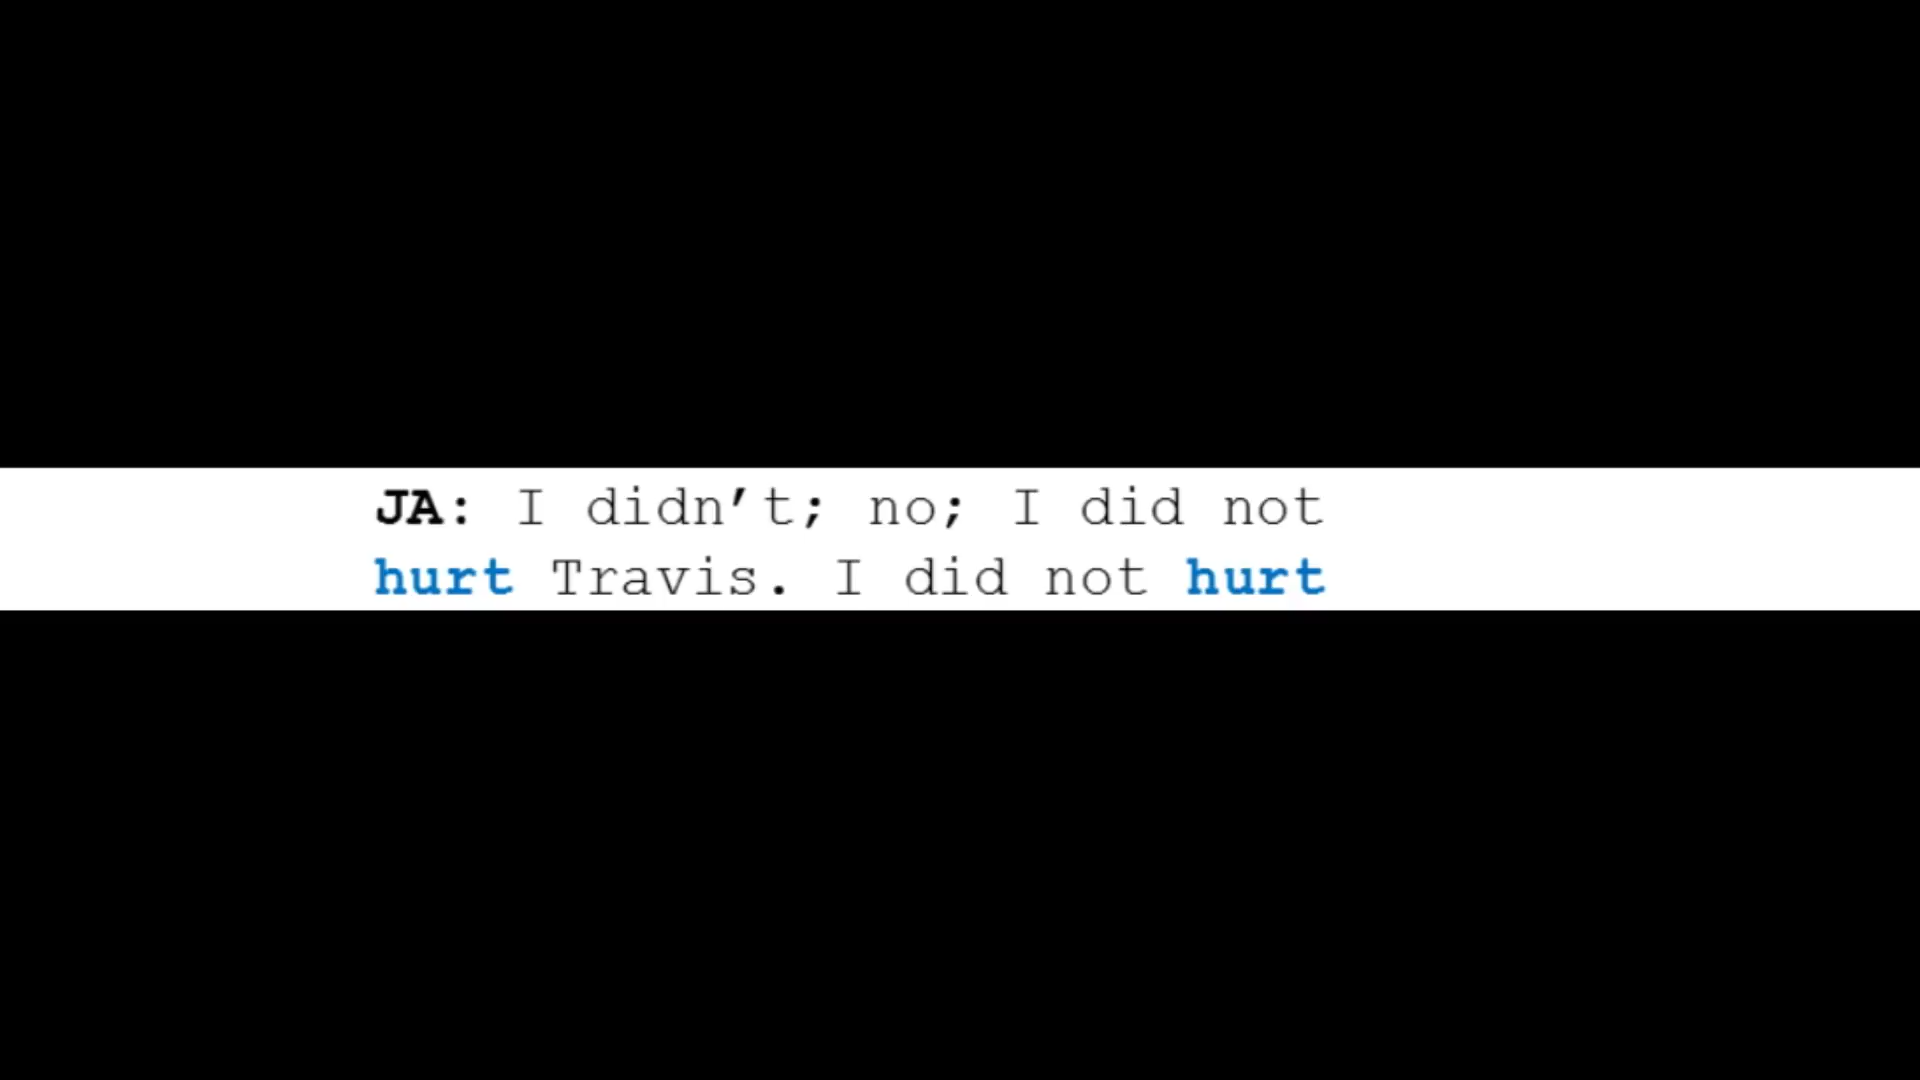 JA: I didn’t; no; I did not
hurt Travis. I did not hurt